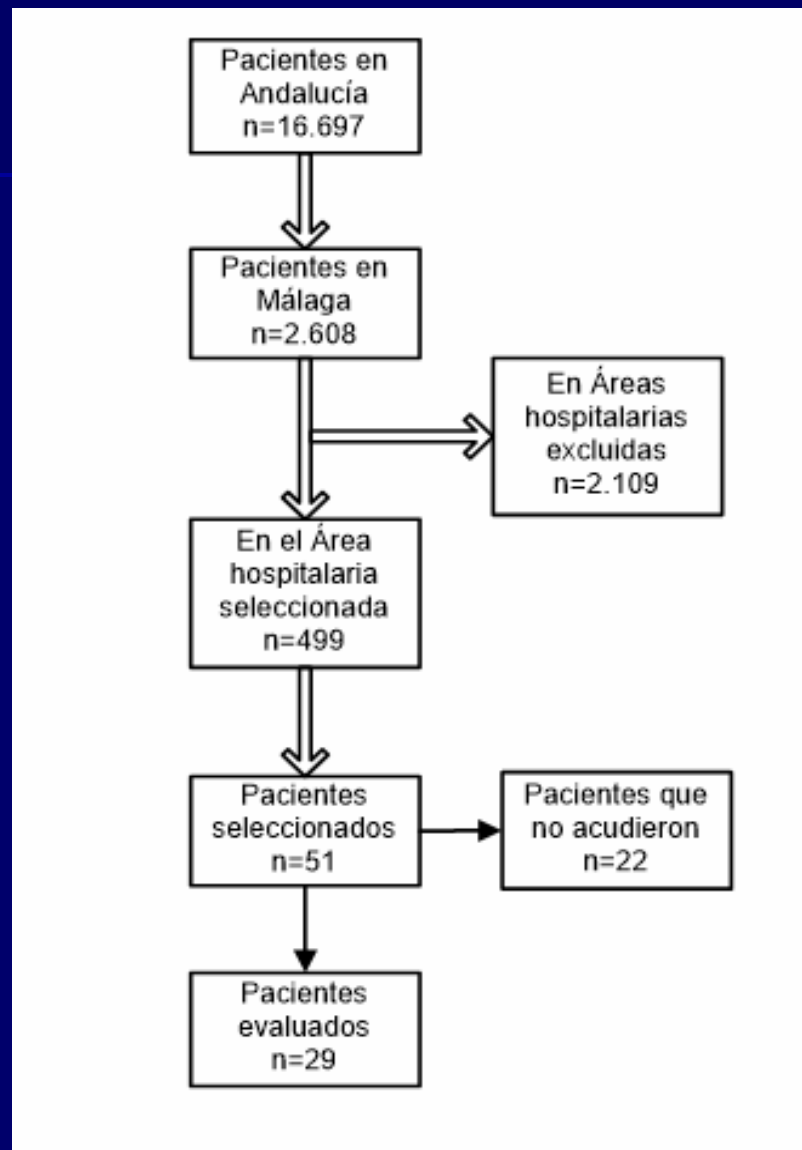 Pacientes en
Andalucía
n=16.697
Pacientes en
Málaga
n=2.608
En Áreas
hospitalarias
excluidas
n=2.109
En el Área
hospitalaria
seleccionada
n=499
Pacientes
seleccionados
n=51
Pacientes que
no acudieron
n=22
Pacientes
evaluados
n=29